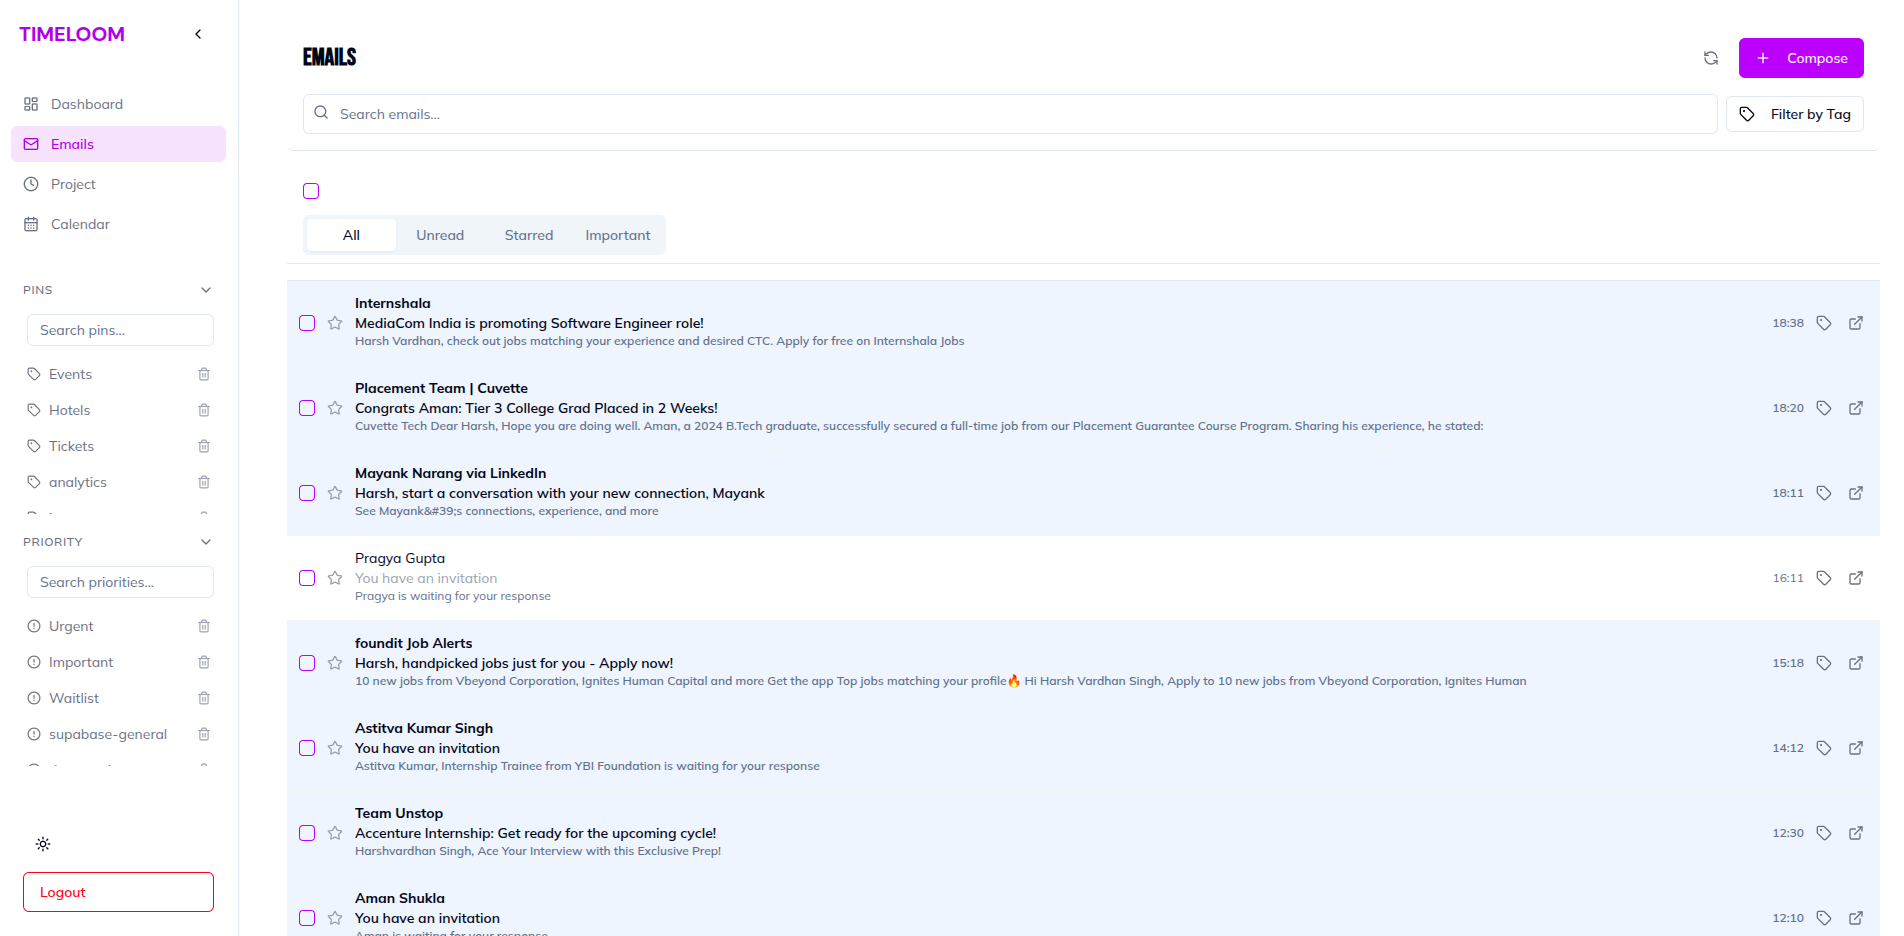 TIMELOOM
Dashboard
Emails
Project
Calendar
PINS
Search pins...
Events
Hotels
Tickets
analytics
PRIORITY
Search priorities...
Urgent
Important
Waitlist
supabase-general
Logout
EMAILS
Compose
Search emails...
Filter by Tag
All Unread Starred Important
Internshala
MediaCom India is promoting Software Engineer role!
18:38
Harsh Vardhan, check out jobs matching your experience and desired CTC. Apply for free on Internshala Jobs
Placement Team | Cuvette
Congrats Aman: Tier 3 College Grad Placed in 2 Weeks!
18:20
Cuvette Tech Dear Harsh, Hope you are doing well. Aman, a 2024 B.Tech graduate, successfully secured a full-time job from our Placement Guarantee Course Program. Sharing his experience, he stated:
Mayank Narang via LinkedIn
Harsh, start a conversation with your new connection, Mayank
18:11
See Mayank&#39;s connections, experience, and more
Pragya Gupta
You have an invitation
16:11
Pragya is waiting for your response
foundit Job Alerts
Harsh, handpicked jobs just for you - Apply now!
15:18
10 new jobs from Vbeyond Corporation, Ignites Human Capital and more Get the app Top jobs matching your profile🔥 Hi Harsh Vardhan Singh, Apply to 10 new jobs from Vbeyond Corporation, Ignites Human
Astitva Kumar Singh
You have an invitation
14:12
Astitva Kumar, Internship Trainee from YBI Foundation is waiting for your response
Team Unstop
Accenture Internship: Get ready for the upcoming cycle!
12:30
Harshvardhan Singh, Ace Your Interview with this Exclusive Prep!
Aman Shukla
You have an invitation
12:10
Aman is waiting for your response